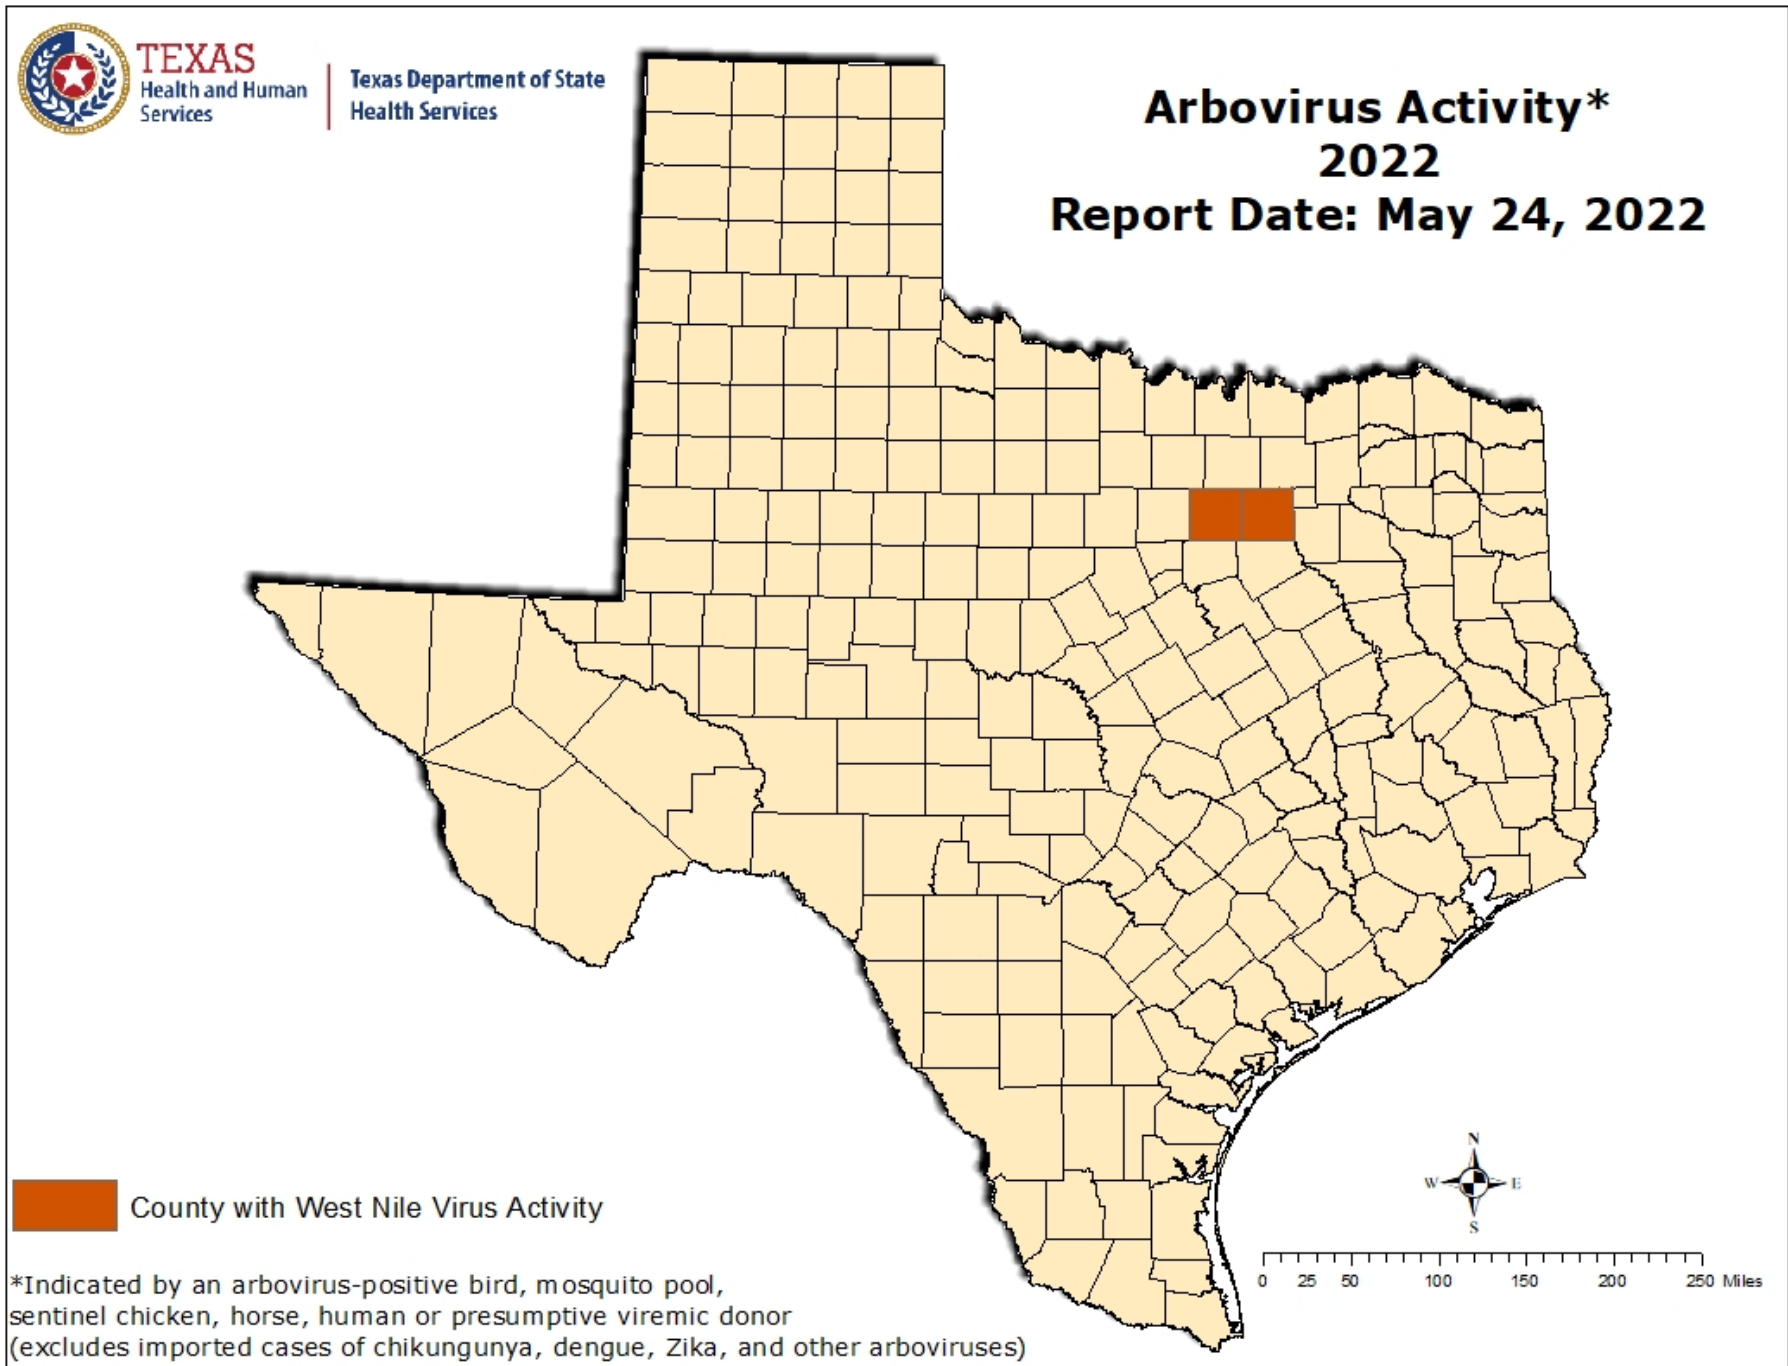 TEXAS
Health and Human
Services
Texas Department of State
Health Services
Arbovirus Activity*
2022
Report Date: May 24, 2022
County with West Nile Virus Activity
*Indicated by an arbovirus-positive bird, mosquito pool,
sentinel chicken, horse, human or presumptive viremic donor
(excludes imported cases of chikungunya, dengue, Zika, and other arboviruses)
N
W E
S
0 25 50 100 150 200 250 Miles